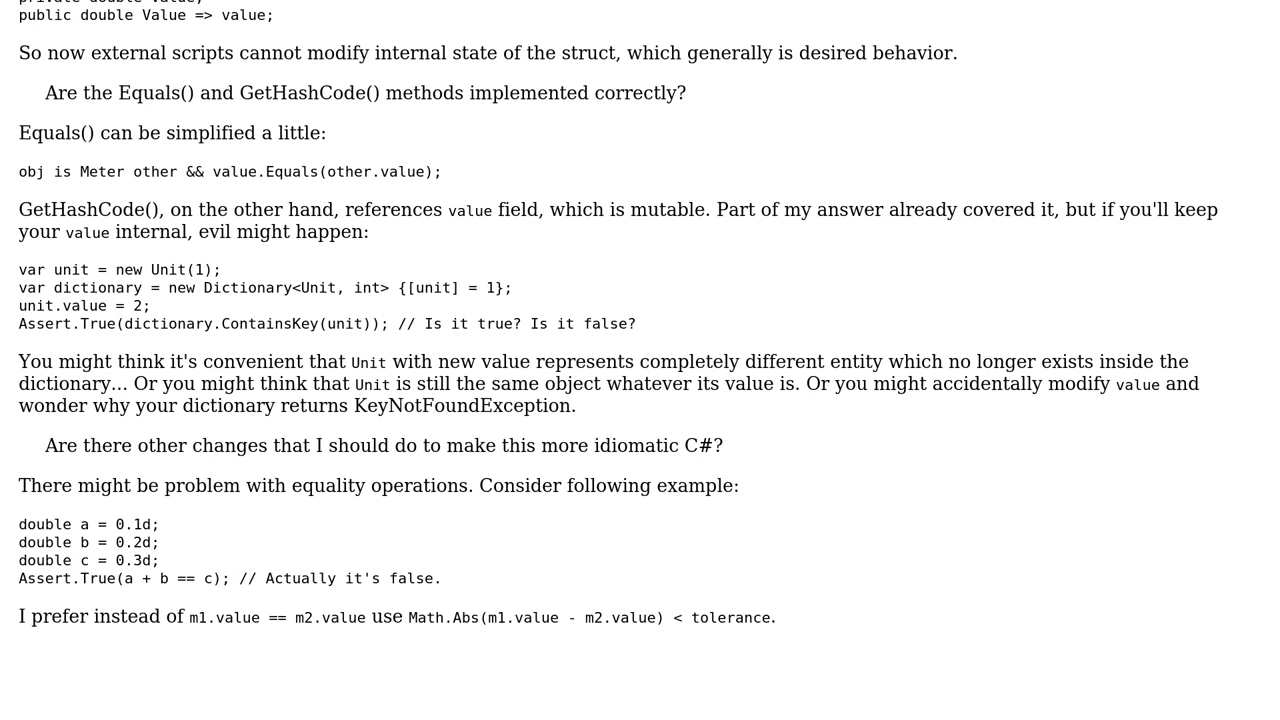 public double Value => value;
So now external scripts cannot modify internal state of the struct, which generally is desired behavior.
Are the Equals() and GetHashCode() methods implemented correctly?
Equals() can be simplified a little:
obj is Meter other && value.Equals(other.value);
GetHashCode(), on the other hand, references value field, which is mutable. Part of my answer already covered it, but if you'll keep
your value internal, evil might happen:
var unit = new Unit(1);
var dictionary = new Dictionary<Unit, int> {[unit] = 1};
unit.value = 2;
Assert.True(dictionary.ContainsKey(unit)); // Is it true? Is it false?
You might think it's convenient that Unit with new value represents completely different entity which no longer exists inside the
dictionary... Or you might think that Unit is still the same object whatever its value is. Or you might accidentally modify value and
wonder why your dictionary returns KeyNotFoundException.
Are there other changes that I should do to make this more idiomatic C#?
There might be problem with equality operations. Consider following example:
double a = 0.1d;
double b = 0.2d;
double c = 0.3d;
Assert.True(a + b == c); // Actually it's false.
I prefer instead of m1.value == m2.value use Math.Abs(m1.value - m2.value) < tolerance.